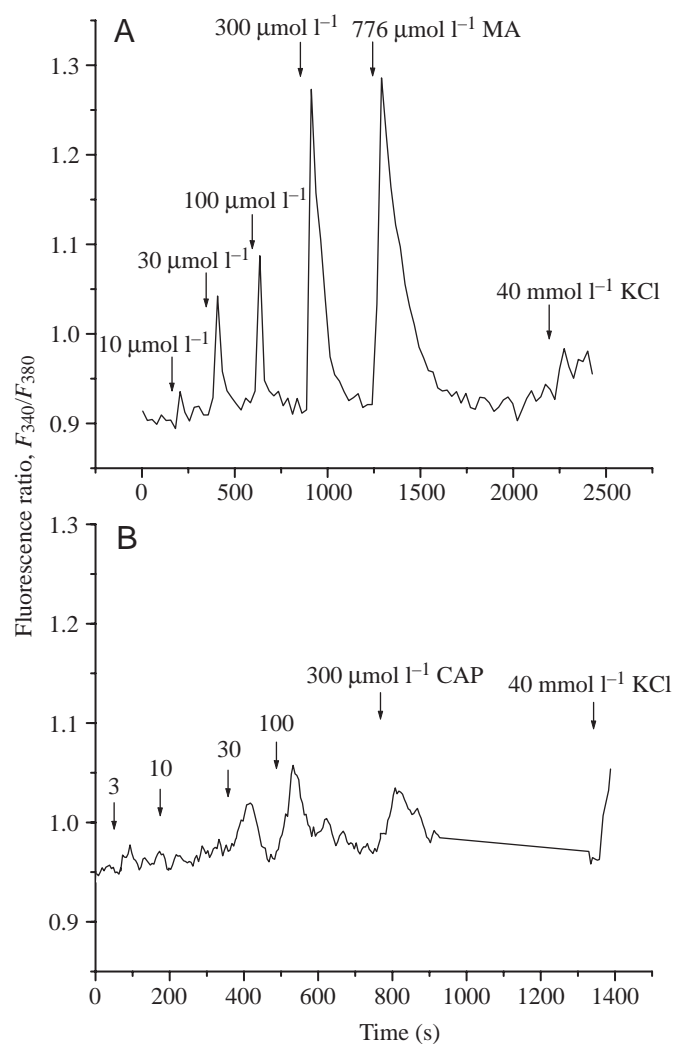 A
300 µmol l⁻¹
776 µmol l⁻¹ MA
1.3
1.2
100 µmol l⁻¹
1.1
30 µmol l⁻¹
40 mmol l⁻¹ KCl
1.0
10 µmol l⁻¹
0.9
0
500
1000
1500
2000
2500
Fluorescence ratio, F₃₄₀/F₃₈₀
B
1.3
1.2
300 µmol l⁻¹ CAP
40 mmol l⁻¹ KCl
1.1
100
30
10
3
1.0
0.9
0
200
400
600
800
1000
1200
1400
Time (s)